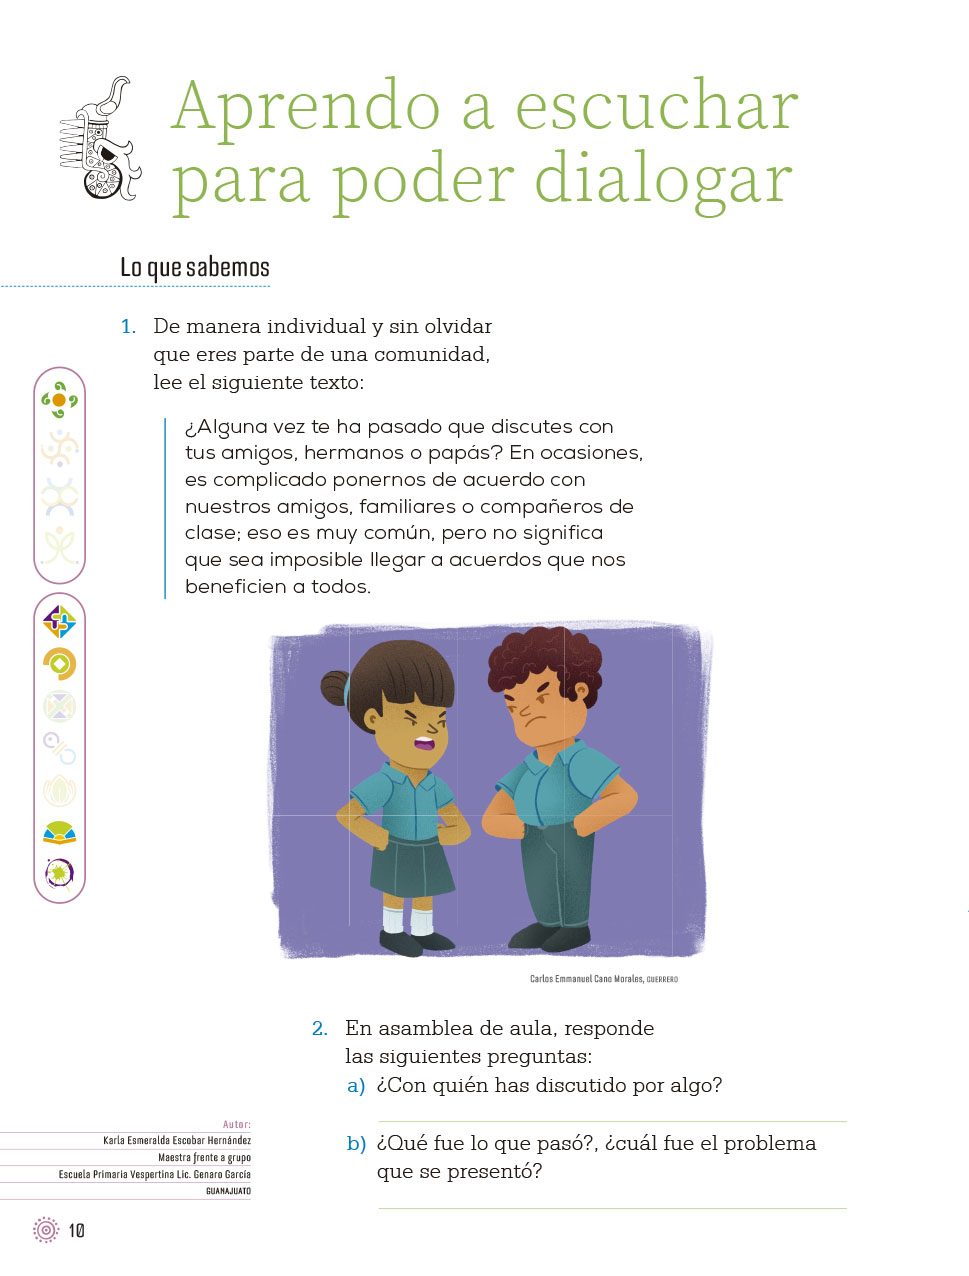 Aprendo a escuchar
para poder dialogar
Lo que sabemos
1. De manera individual y sin olvidar
que eres parte de una comunidad,
lee el siguiente texto:
¿Alguna vez te ha pasado que discutes con
tus amigos, hermanos o papás? En ocasiones,
es complicado ponernos de acuerdo con
nuestros amigos, familiares o compañeros de
clase; eso es muy común, pero no significa
que sea imposible llegar a acuerdos que nos
beneficien a todos.
Carlos Emmanuel Cano Morales, GUERRERO
2. En asamblea de aula, responde
las siguientes preguntas:
a) ¿Con quién has discutido por algo?
b) ¿Qué fue lo que pasó?, ¿cuál fue el problema
que se presentó?
Autor:
Karla Esmeralda Escobar Hernández
Maestra frente a grupo
Escuela Primaria Vespertina Lic. Genaro García
GUANAJUATO
10